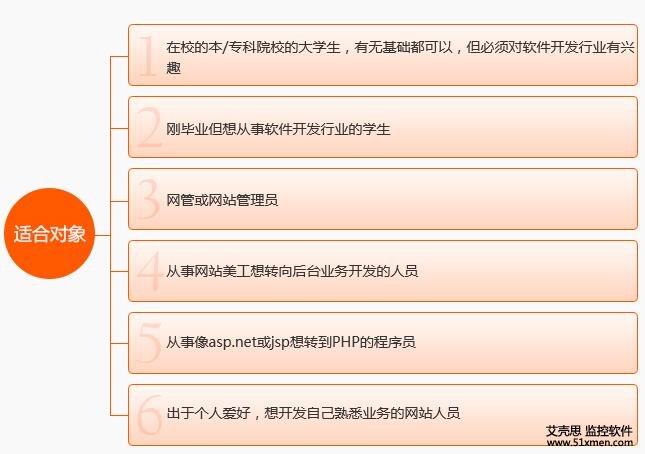 适合对象
1
在校的本/专科院校的大学生，有无基础都可以，但必须对软件开发行业有兴
趣
2
刚毕业但想从事软件开发行业的学生
3
网管或网站管理员
4
从事网站美工想转向后台业务开发的人员
5
从事像asp.net或jsp想转到PHP的程序员
6
出于个人爱好，想开发自己熟悉业务的网站人员
艾克思 监控软件
www.51xmen.com